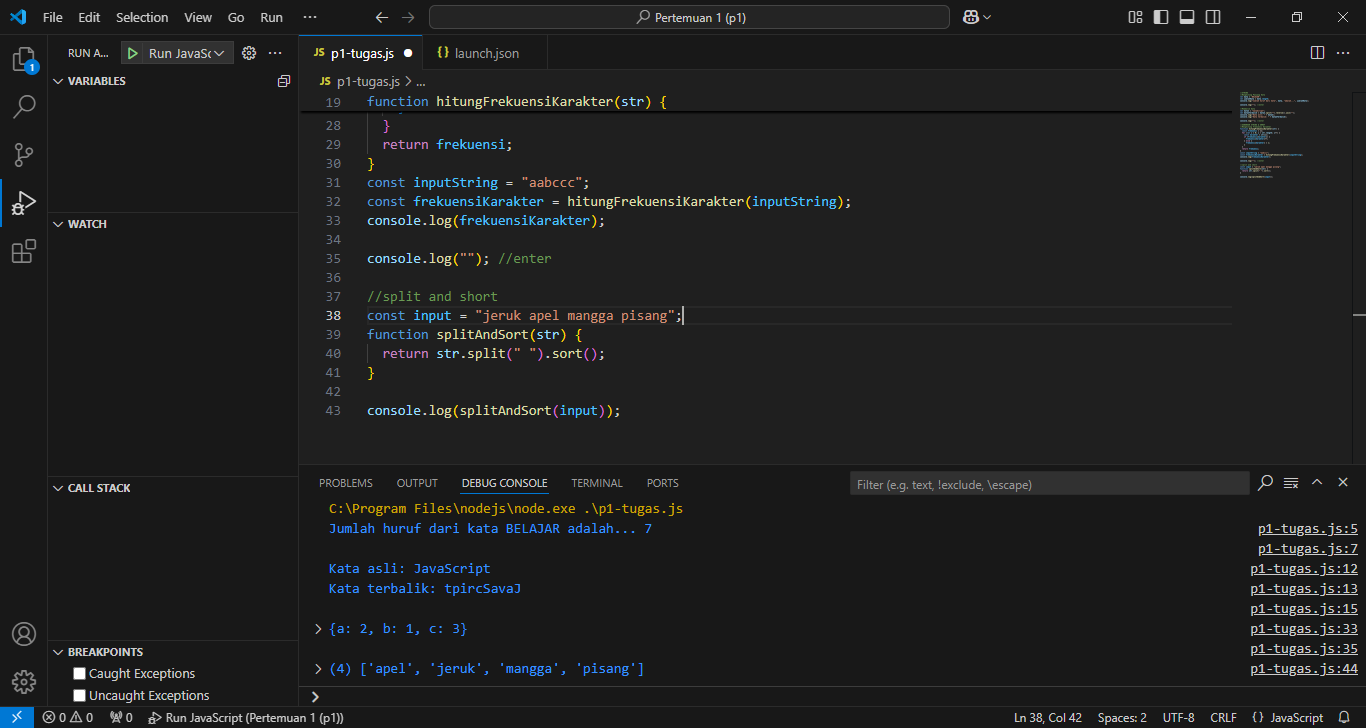 File Edit Selection View Go Run ··· Pertemuan 1 (p1)
RUN A... Run JavaSc ···
JS p1-tugas.js ● {} launch.json ···
VARIABLES
JS p1-tugas.js > ...
19 function hitungFrekuensiKarakter(str) {
28 }
29 return frekuensi;
30 }
31 const inputString = "aabccc";
32 const frekuensiKarakter = hitungFrekuensiKarakter(inputString);
33 console.log(frekuensiKarakter);
34
35 console.log(""); //enter
36
37 //split and short
38 const input = "jeruk apel mangga pisang";
39 function splitAndSort(str) {
40 return str.split(" ").sort();
41 }
42
43 console.log(splitAndSort(input));
1
WATCH
CALL STACK
BREAKPOINTS
Caught Exceptions
Uncaught Exceptions
PROBLEMS OUTPUT DEBUG CONSOLE TERMINAL PORTS Filter (e.g. text, !exclude, \escape)
C:\Program Files\nodejs\node.exe .\p1-tugas.js
Jumlah huruf dari kata BELAJAR adalah... 7 p1-tugas.js:5
p1-tugas.js:7
Kata asli: JavaScript p1-tugas.js:12
Kata terbalik: tpircSavaJ p1-tugas.js:13
p1-tugas.js:15
> {a: 2, b: 1, c: 3} p1-tugas.js:33
p1-tugas.js:35
> (4) ['apel', 'jeruk', 'mangga', 'pisang'] p1-tugas.js:44
>
0 0 0 Run JavaScript (Pertemuan 1 (p1)) Ln 38, Col 42 Spaces: 2 UTF-8 CRLF {} JavaScript